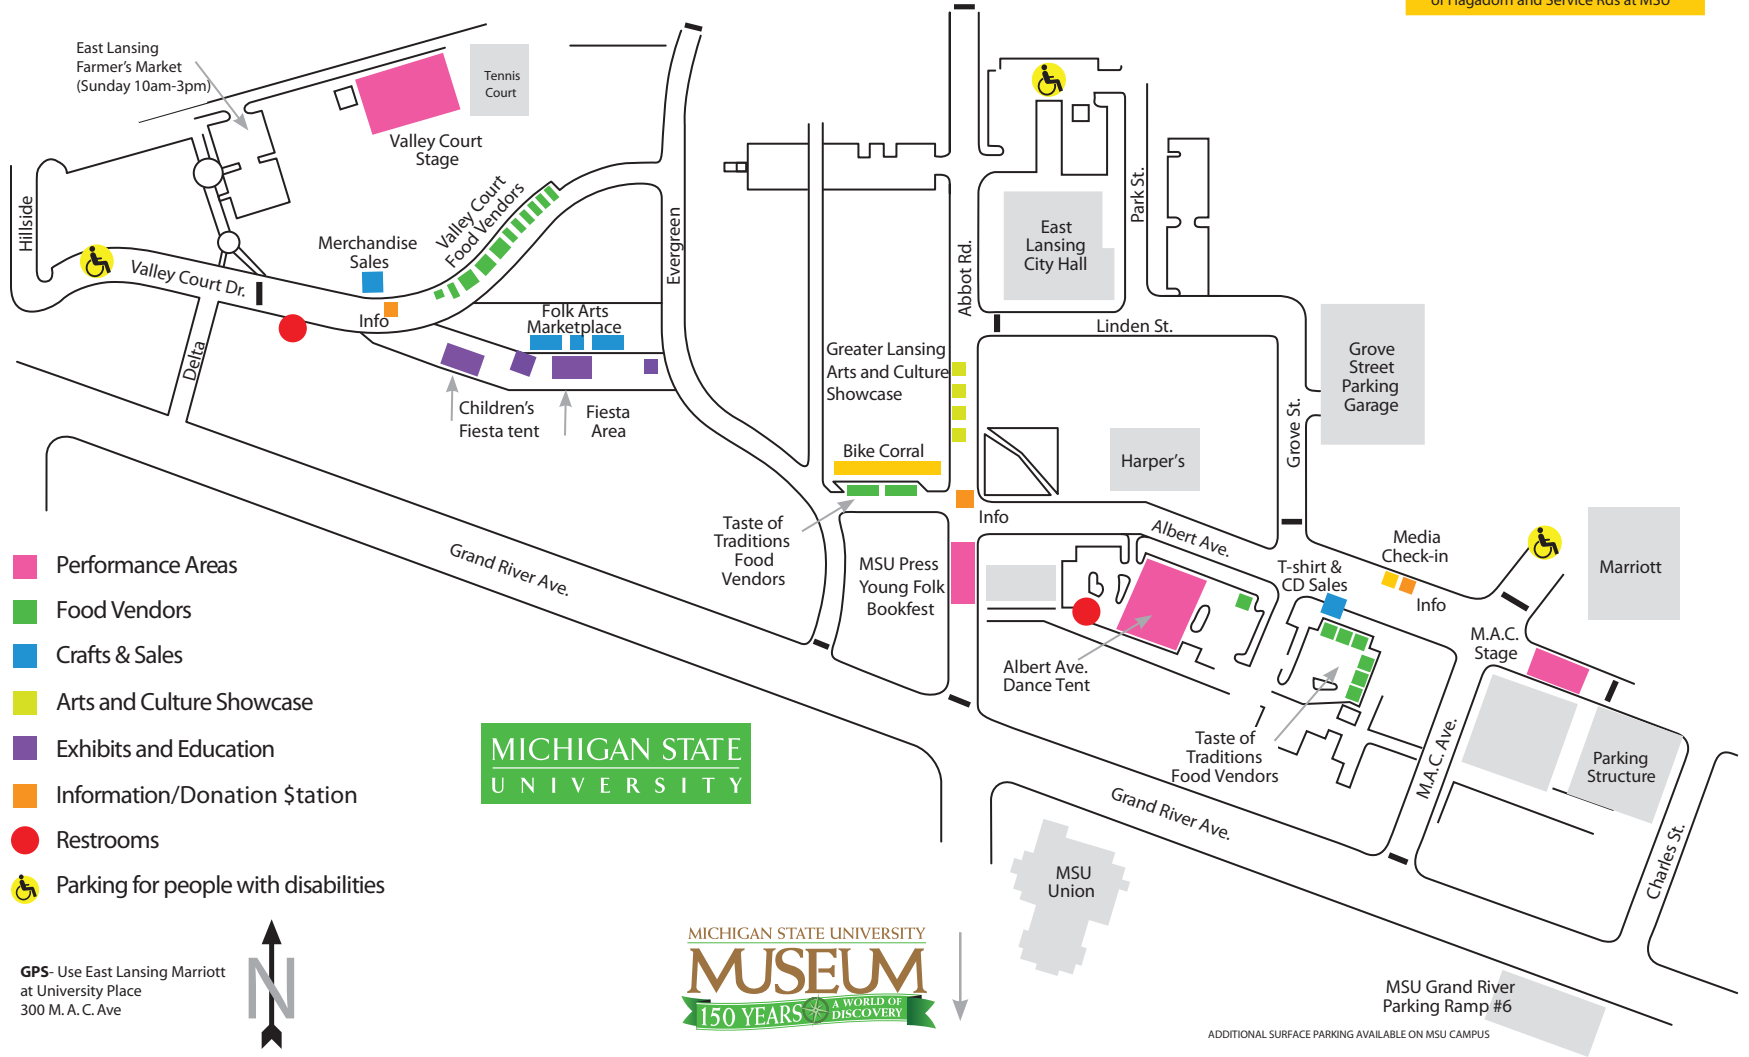 of Hagadorn and Service Rds at MSU
East Lansing
Farmer's Market
(Sunday 10am-3pm)
Tennis
Court
Valley Court
Stage
Hillside
Valley Court
Food Vendors
Merchandise
Sales
Valley Court Dr.
Info
Delta
Evergreen
Folk Arts
Marketplace
Children's
Fiesta tent
Fiesta
Area
Abbot Rd.
Park St.
East
Lansing
City Hall
Linden St.
Greater Lansing
Arts and Culture
Showcase
Bike Corral
Grove
Street
Parking
Garage
Grove St.
Harper's
Info
Taste of
Traditions
Food
Vendors
Grand River Ave.
MSU Press
Young Folk
Bookfest
Albert Ave.
T-shirt &
CD Sales
Media
Check-in
Info
Marriott
M.A.C.
Stage
Albert Ave.
Dance Tent
Taste of
Traditions
Food Vendors
M.A.C. Ave.
Parking
Structure
Charles St.
Grand River Ave.
MSU
Union
MSU Grand River
Parking Ramp #6
ADDITIONAL SURFACE PARKING AVAILABLE ON MSU CAMPUS
Performance Areas
Food Vendors
Crafts & Sales
Arts and Culture Showcase
Exhibits and Education
Information/Donation $tation
Restrooms
Parking for people with disabilities
MICHIGAN STATE
UNIVERSITY
GPS- Use East Lansing Marriott
at University Place
300 M. A. C. Ave
N
MICHIGAN STATE UNIVERSITY
MUSEUM
150 YEARS
A WORLD OF
DISCOVERY